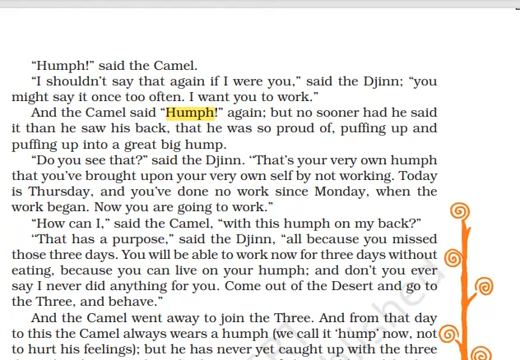 “Humph!” said the Camel.
“I shouldn’t say that again if I were you,” said the Djinn; “you
might say it once too often. I want you to work.”
And the Camel said “Humph!” again; but no sooner had he said
it than he saw his back, that he was so proud of, puffing up and
puffing up into a great big hump.
“Do you see that?” said the Djinn. “That’s your very own humph
that you’ve brought upon your very own self by not working. Today
is Thursday, and you’ve done no work since Monday, when the
work began. Now you are going to work.”
“How can I,” said the Camel, “with this humph on my back?”
“That has a purpose,” said the Djinn, “all because you missed
those three days. You will be able to work now for three days without
eating, because you can live on your humph; and don’t you ever
say I never did anything for you. Come out of the Desert and go to
the Three, and behave.”
And the Camel went away to join the Three. And from that
day to this the Camel always wears a humph (we call it ‘hump’ now, not
to hurt his feelings); but he has never yet caught up with the three